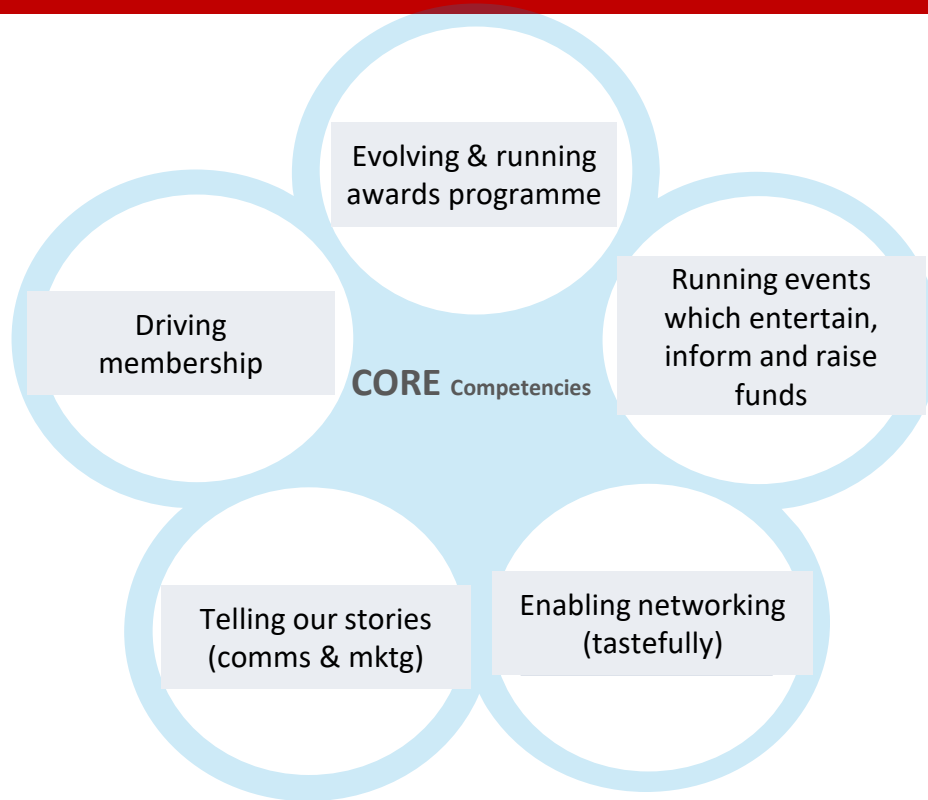 Evolving & running
awards programme
Running events
which entertain,
inform and raise
funds
Driving
membership
CORE Competencies
Telling our stories
(comms & mktg)
Enabling networking
(tastefully)